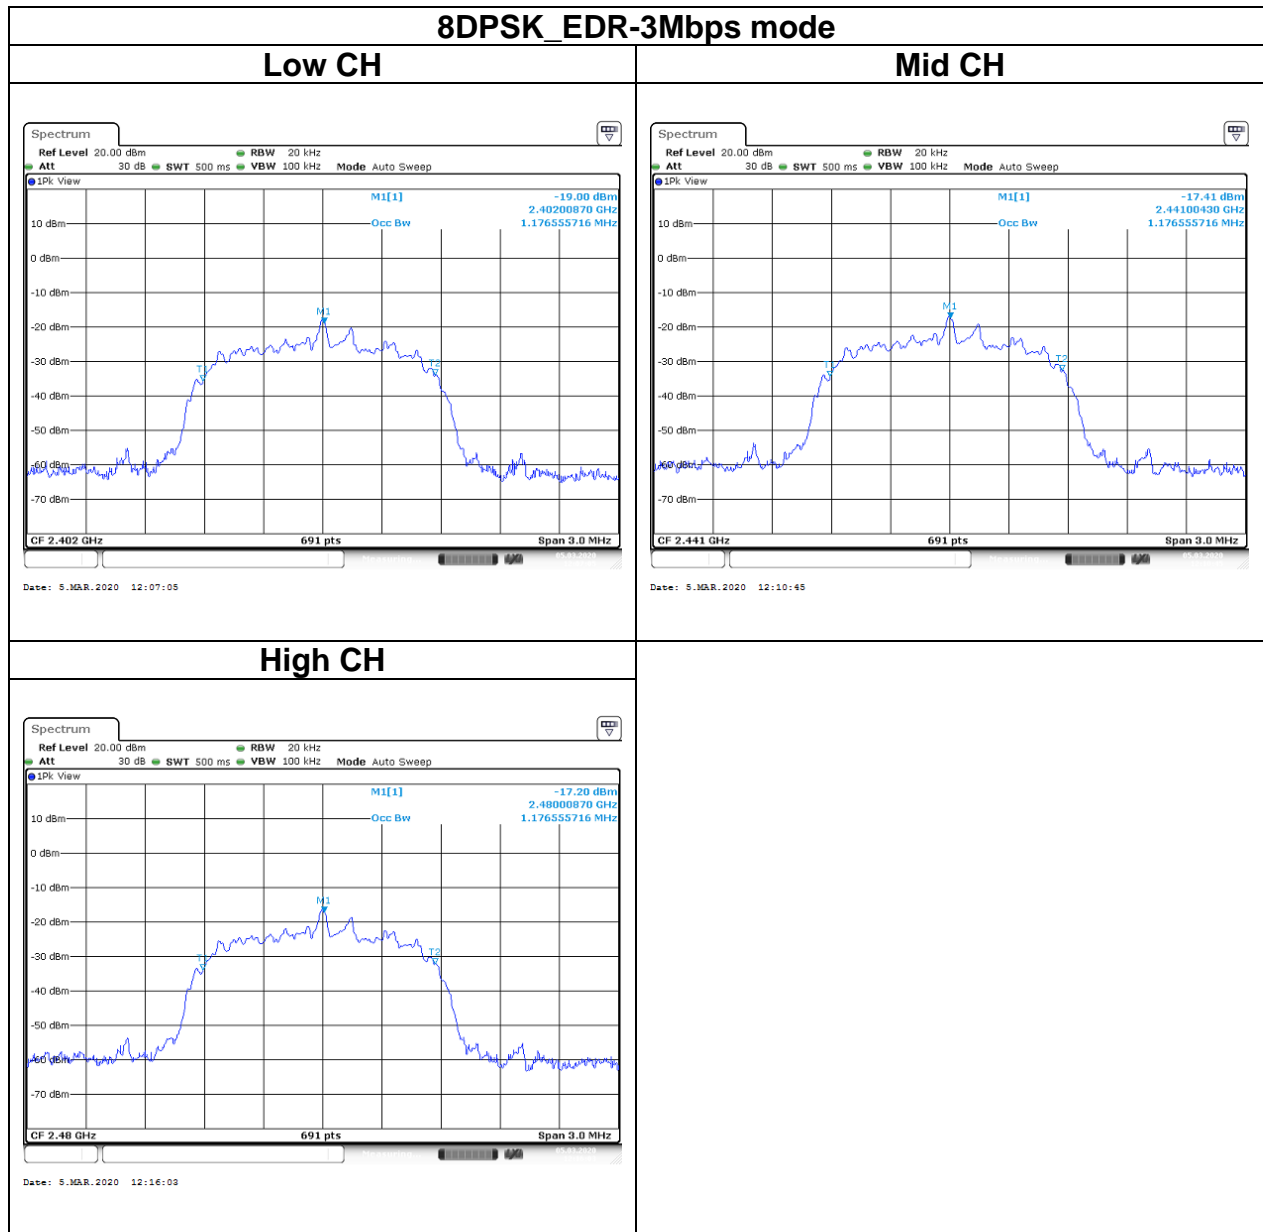 8DPSK_EDR-3Mbps mode
Low CH
Mid CH
Spectrum
Ref Level 20.00 dBm RBW 20 kHz
Att 30 dB SWT 500 ms VBW 100 kHz Mode Auto Sweep
1Pk View
M1[1] -19.00 dBm
2.40200870 GHz
Occ Bw 1.176555716 MHz
10 dBm
0 dBm
-10 dBm
M1
-20 dBm
-30 dBm
T1
T2
-40 dBm
-50 dBm
-60 dBm
-70 dBm
CF 2.402 GHz 691 pts Span 3.0 MHz
05.03.2020
Date: 5.MAR.2020 12:07:05
Spectrum
Ref Level 20.00 dBm RBW 20 kHz
Att 30 dB SWT 500 ms VBW 100 kHz Mode Auto Sweep
1Pk View
M1[1] -17.41 dBm
2.44100430 GHz
Occ Bw 1.176555716 MHz
10 dBm
0 dBm
-10 dBm
M1
-20 dBm
-30 dBm
T2
-40 dBm
-50 dBm
-60 dBm
-70 dBm
CF 2.441 GHz 691 pts Span 3.0 MHz
05.03.2020
Date: 5.MAR.2020 12:10:45
High CH
Spectrum
Ref Level 20.00 dBm RBW 20 kHz
Att 30 dB SWT 500 ms VBW 100 kHz Mode Auto Sweep
1Pk View
M1[1] -17.20 dBm
2.48000870 GHz
Occ Bw 1.176555716 MHz
10 dBm
0 dBm
-10 dBm
M1
-20 dBm
-30 dBm
T2
-40 dBm
-50 dBm
-60 dBm
-70 dBm
CF 2.48 GHz 691 pts Span 3.0 MHz
Measuring
05.03.2020
Date: 5.MAR.2020 12:16:03